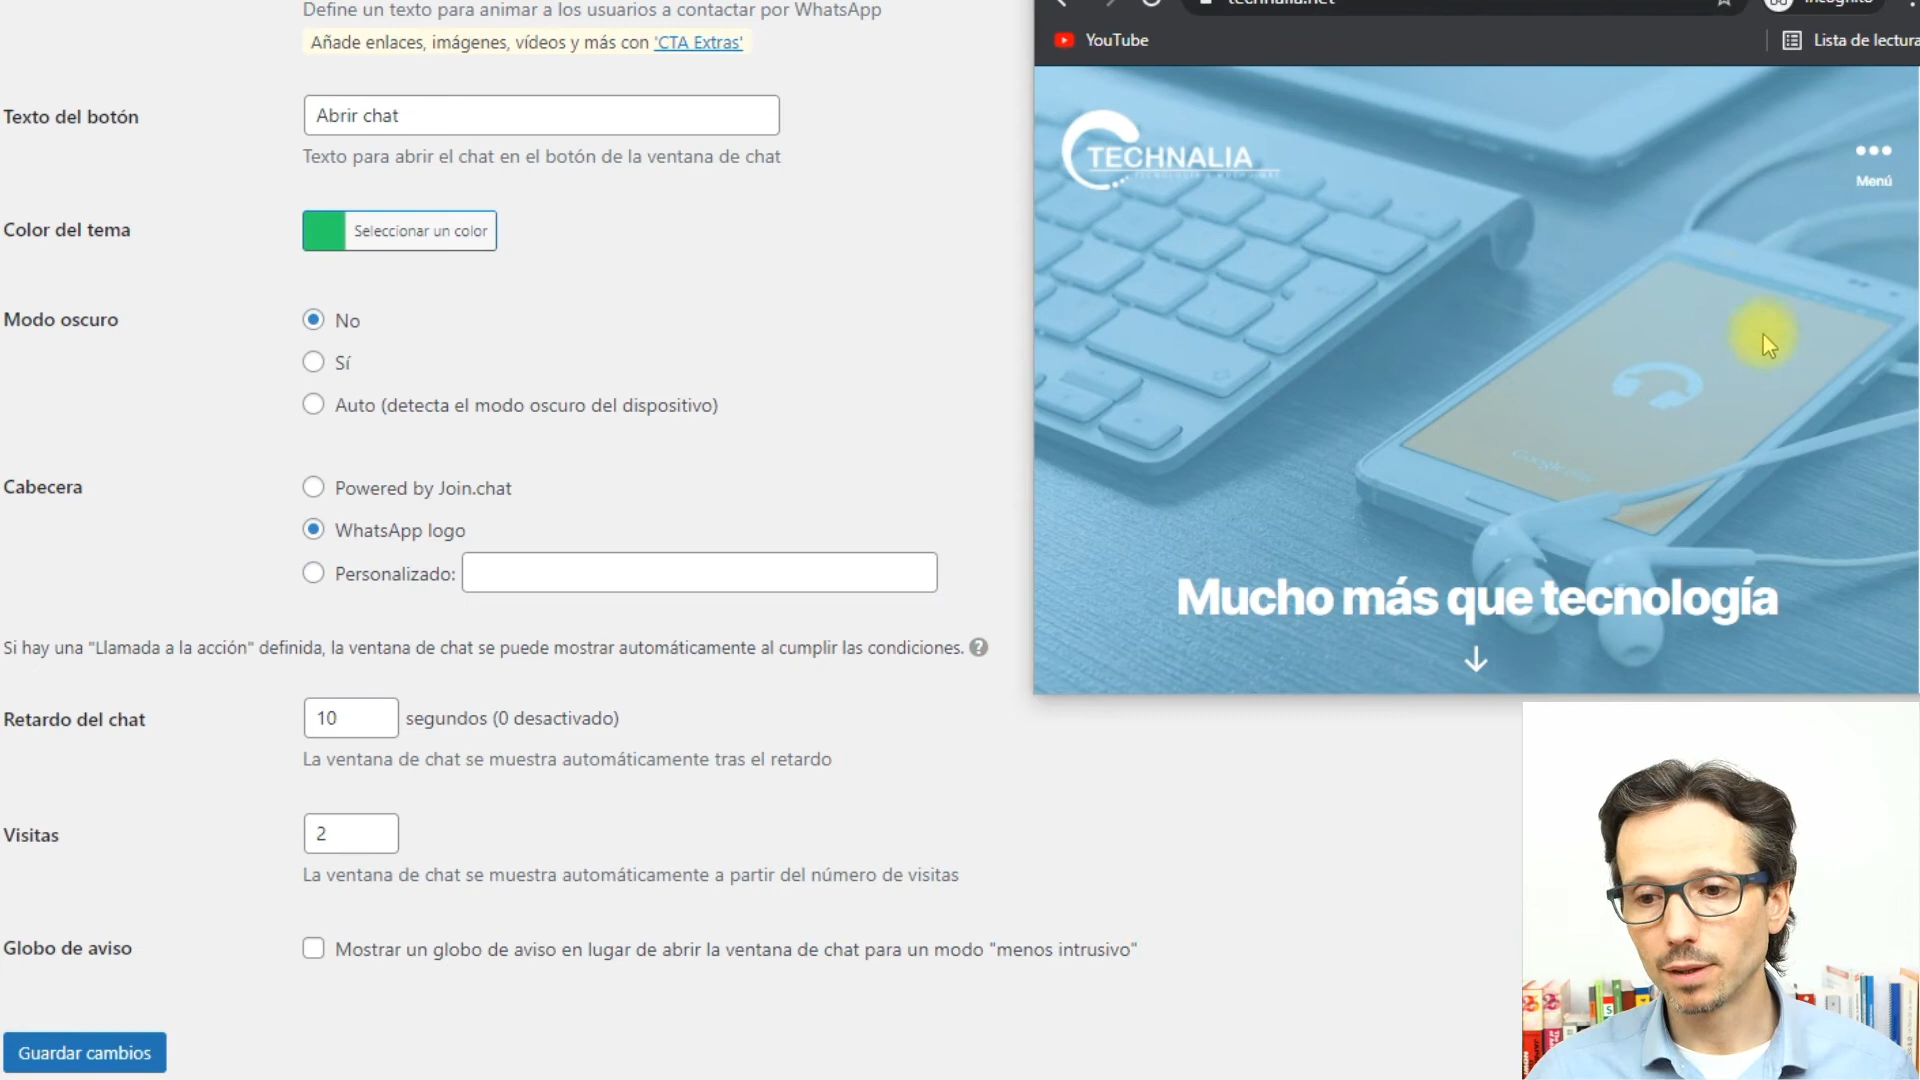 Define un texto para animar a los usuarios a contactar por WhatsApp
Añade enlaces, imágenes, vídeos y más con 'CTA Extras'
Texto del botón
Abrir chat
Texto para abrir el chat en el botón de la ventana de chat
Color del tema
Seleccionar un color
Modo oscuro
No
Sí
Auto (detecta el modo oscuro del dispositivo)
Cabecera
Powered by Join.chat
WhatsApp logo
Personalizado:
Si hay una "Llamada a la acción" definida, la ventana de chat se puede mostrar automáticamente al cumplir las condiciones. ?
Retardo del chat
10 segundos (0 desactivado)
La ventana de chat se muestra automáticamente tras el retardo
Visitas
2
La ventana de chat se muestra automáticamente a partir del número de visitas
Globo de aviso
Mostrar un globo de aviso en lugar de abrir la ventana de chat para un modo "menos intrusivo"
Guardar cambios
technalia.net
Incógnito
YouTube
Lista de lectura
TECHNALIA
Menú
Google play
Mucho más que tecnología